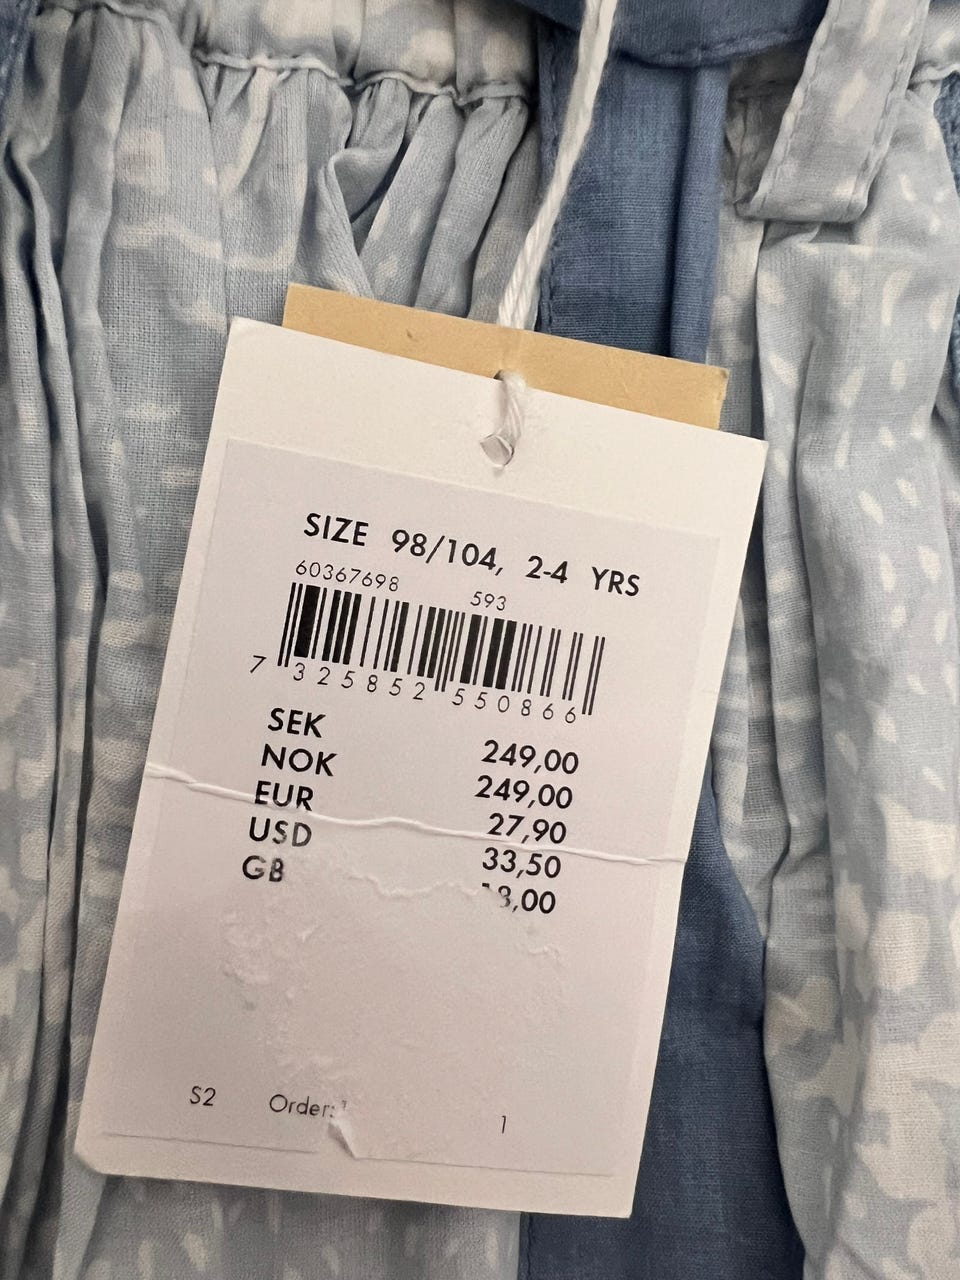 SIZE 98/104, 2-4 YRS
60367698 593
7 325852 550866
SEK 249,00
NOK 249,00
EUR 27,90
USD 33,50
GB
S2 Order: 1